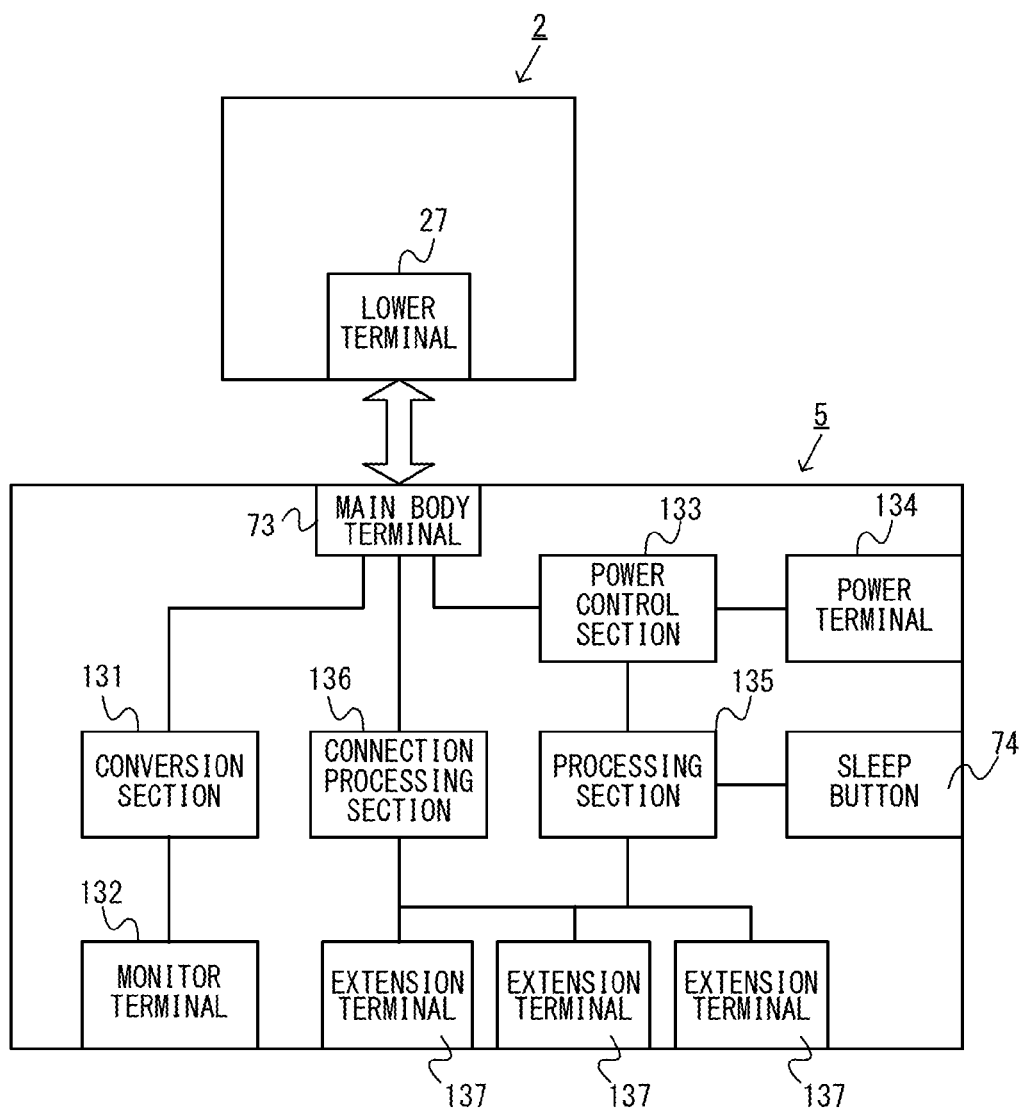 2
27
LOWER
TERMINAL
5
73
MAIN BODY
TERMINAL
133
POWER
CONTROL
SECTION
134
POWER
TERMINAL
131
CONVERSION
SECTION
136
CONNECTION
PROCESSING
SECTION
135
PROCESSING
SECTION
SLEEP
BUTTON
74
132
MONITOR
TERMINAL
EXTENSION
TERMINAL
EXTENSION
TERMINAL
EXTENSION
TERMINAL
137
137
137